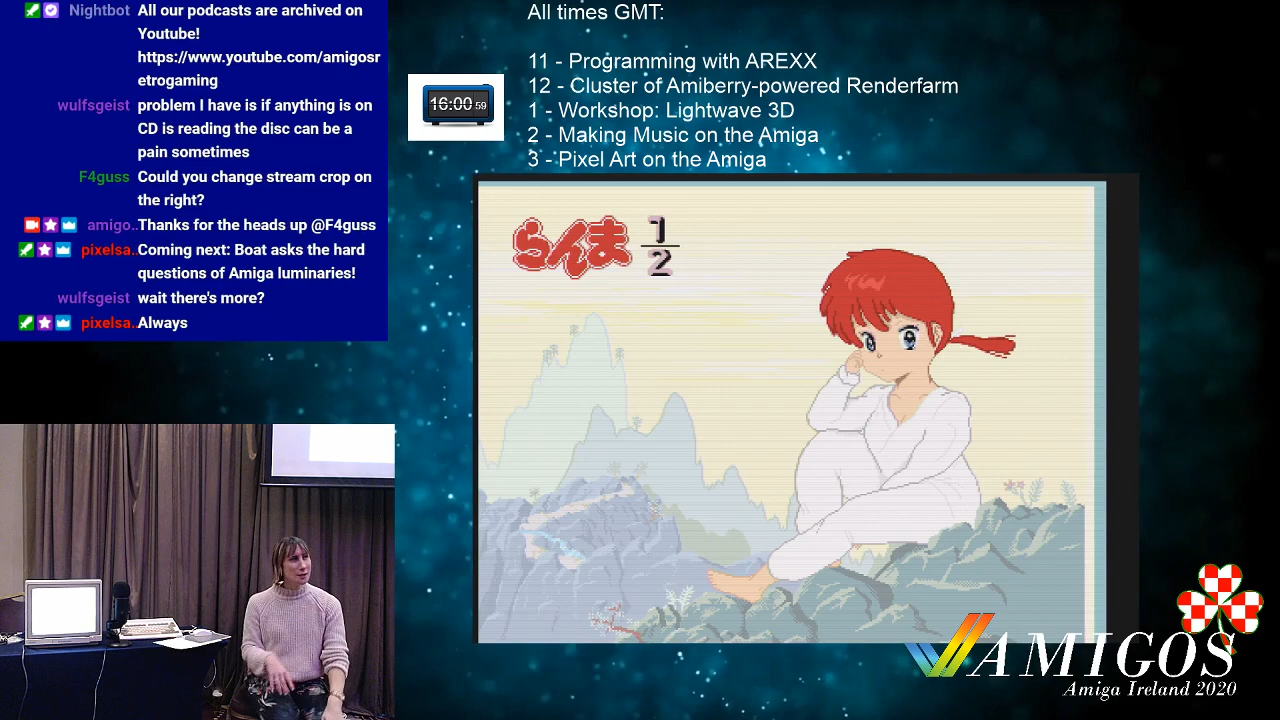 Nightbot All our podcasts are archived on
Youtube!
https://www.youtube.com/amigosr
etrogaming
wulfsgeist problem I have is if anything is on
CD is reading the disc can be a
pain sometimes
F4guss Could you change stream crop on
the right?
amigo.. Thanks for the heads up @F4guss
pixelsa.. Coming next: Boat asks the hard
questions of Amiga luminaries!
wulfsgeist wait there's more?
pixelsa.. Always
All times GMT:
11 - Programming with AREXX
12 - Cluster of Amiberry-powered Renderfarm
1 - Workshop: Lightwave 3D
2 - Making Music on the Amiga
3 - Pixel Art on the Amiga
16:00 59
らんま 1/2
AMIGOS
Amiga Ireland 2020